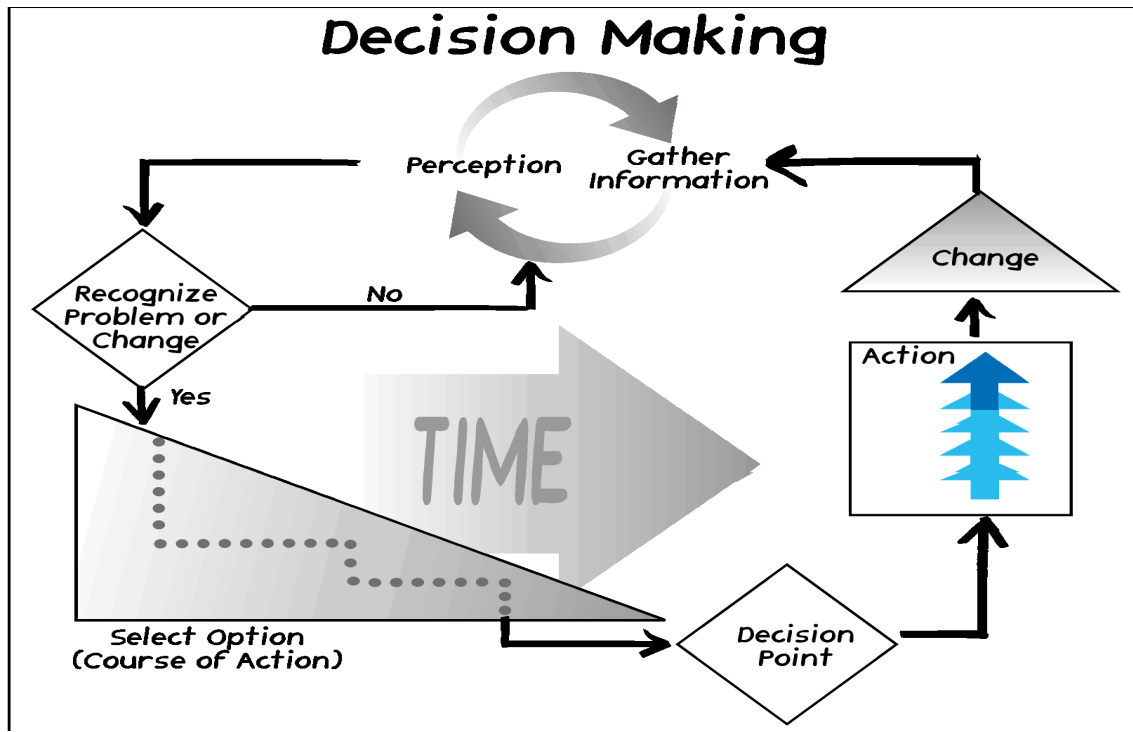 Decision Making
Perception
Gather
Information
Recognize
Problem or
Change
No
Yes
TIME
Change
Action
Select Option
(Course of Action)
Decision
Point